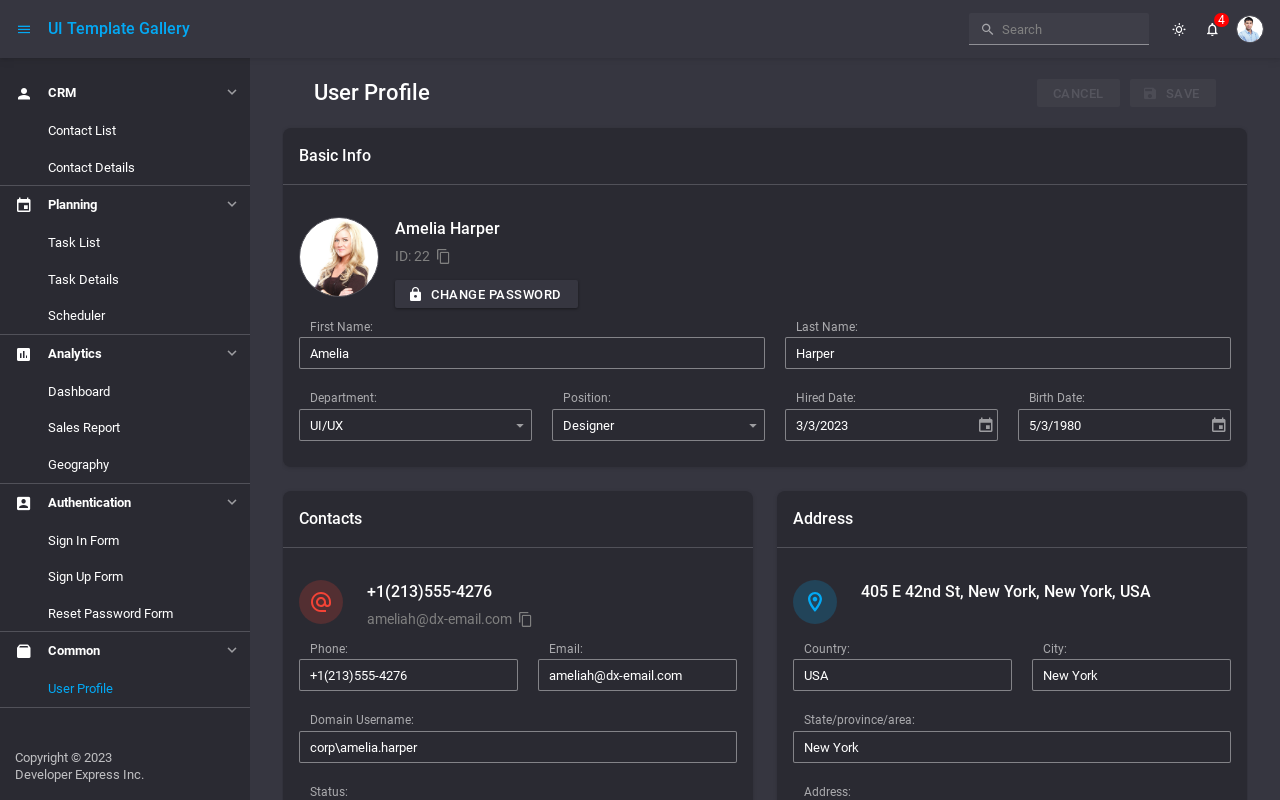 UI Template Gallery
Search
4
CRM
Contact List
Contact Details
Planning
Task List
Task Details
Scheduler
Analytics
Dashboard
Sales Report
Geography
Authentication
Sign In Form
Sign Up Form
Reset Password Form
Common
User Profile
Copyright © 2023
Developer Express Inc.
User Profile
CANCEL
SAVE
Basic Info
Amelia Harper
ID: 22
CHANGE PASSWORD
First Name:
Amelia
Last Name:
Harper
Department:
UI/UX
Position:
Designer
Hired Date:
3/3/2023
Birth Date:
5/3/1980
Contacts
+1(213)555-4276
ameliah@dx-email.com
Phone:
+1(213)555-4276
Email:
ameliah@dx-email.com
Domain Username:
corp\amelia.harper
Status:
Address
405 E 42nd St, New York, New York, USA
Country:
USA
City:
New York
State/province/area:
New York
Address: